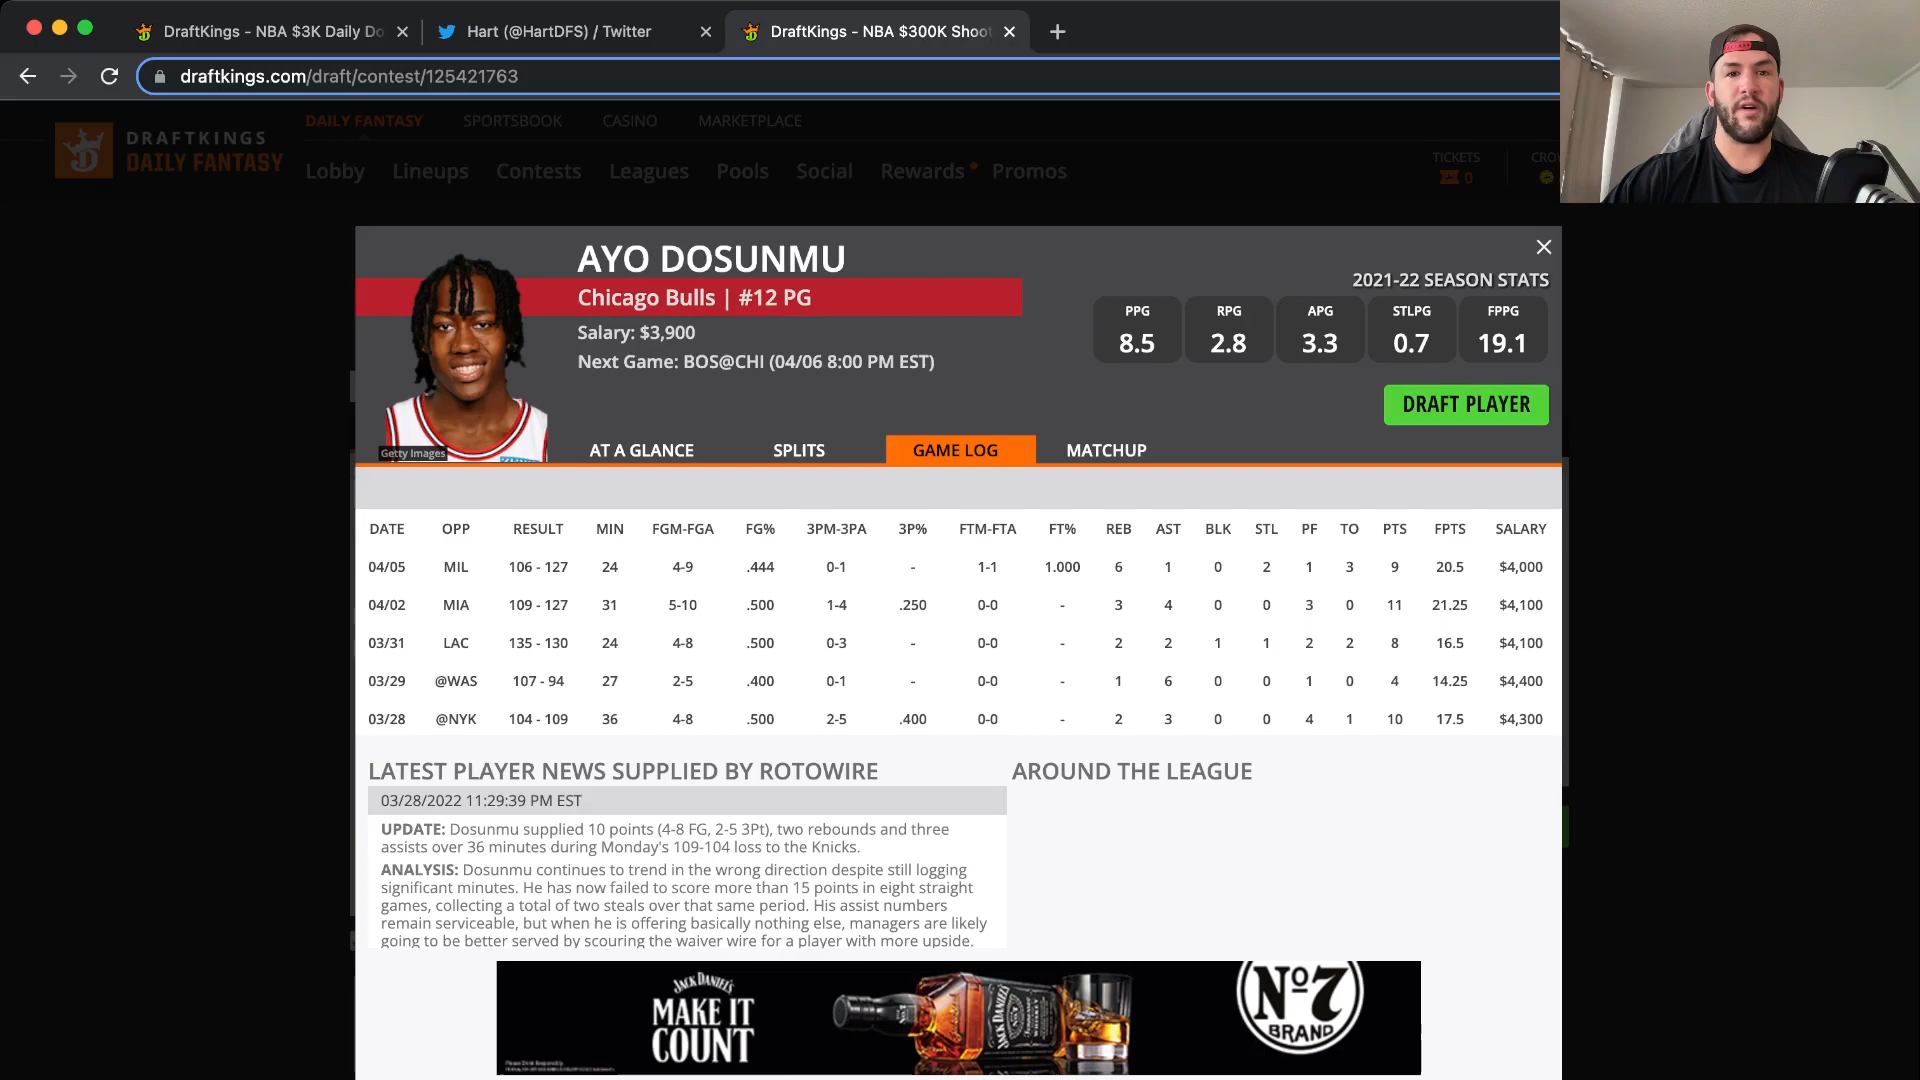 DraftKings - NBA $3K Daily Do
Hart (@HartDFS) / Twitter
DraftKings - NBA $300K Shoot
draftkings.com/draft/contest/125421763
DAILY FANTASY SPORTSBOOK CASINO MARKETPLACE
DRAFTKINGS
DAILY FANTASY
Lobby Lineups Contests Leagues Pools Social Rewards Promos
TICKETS
0
CRO
AYO DOSUNMU
Chicago Bulls | #12 PG
Salary: $3,900
Next Game: BOS@CHI (04/06 8:00 PM EST)
2021-22 SEASON STATS
PPG RPG APG STLPG FPPG
8.5 2.8 3.3 0.7 19.1
DRAFT PLAYER
Getty Images
AT A GLANCE SPLITS GAME LOG MATCHUP
DATE OPP RESULT MIN FGM-FGA FG% 3PM-3PA 3P% FTM-FTA FT% REB AST BLK STL PF TO PTS FPTS SALARY
04/05 MIL 106 - 127 24 4-9 .444 0-1 - 1-1 1.000 6 1 0 2 1 3 9 20.5 $4,000
04/02 MIA 109 - 127 31 5-10 .500 1-4 .250 0-0 - 3 4 0 0 3 0 11 21.25 $4,100
03/31 LAC 135 - 130 24 4-8 .500 0-3 - 0-0 - 2 2 1 1 2 2 8 16.5 $4,100
03/29 @WAS 107 - 94 27 2-5 .400 0-1 - 0-0 - 1 6 0 0 1 0 4 14.25 $4,400
03/28 @NYK 104 - 109 36 4-8 .500 2-5 .400 0-0 - 2 3 0 0 4 1 10 17.5 $4,300
LATEST PLAYER NEWS SUPPLIED BY ROTOWIRE
03/28/2022 11:29:39 PM EST
UPDATE: Dosunmu supplied 10 points (4-8 FG, 2-5 3Pt), two rebounds and three
assists over 36 minutes during Monday's 109-104 loss to the Knicks.
ANALYSIS: Dosunmu continues to trend in the wrong direction despite still logging
significant minutes. He has now failed to score more than 15 points in eight straight
games, collecting a total of two steals over that same period. His assist numbers
remain serviceable, but when he is offering basically nothing else, managers are likely
going to be better served by scouring the waiver wire for a player with more upside.
AROUND THE LEAGUE
JACK DANIEL'S
MAKE IT
COUNT
Nº7
BRAND